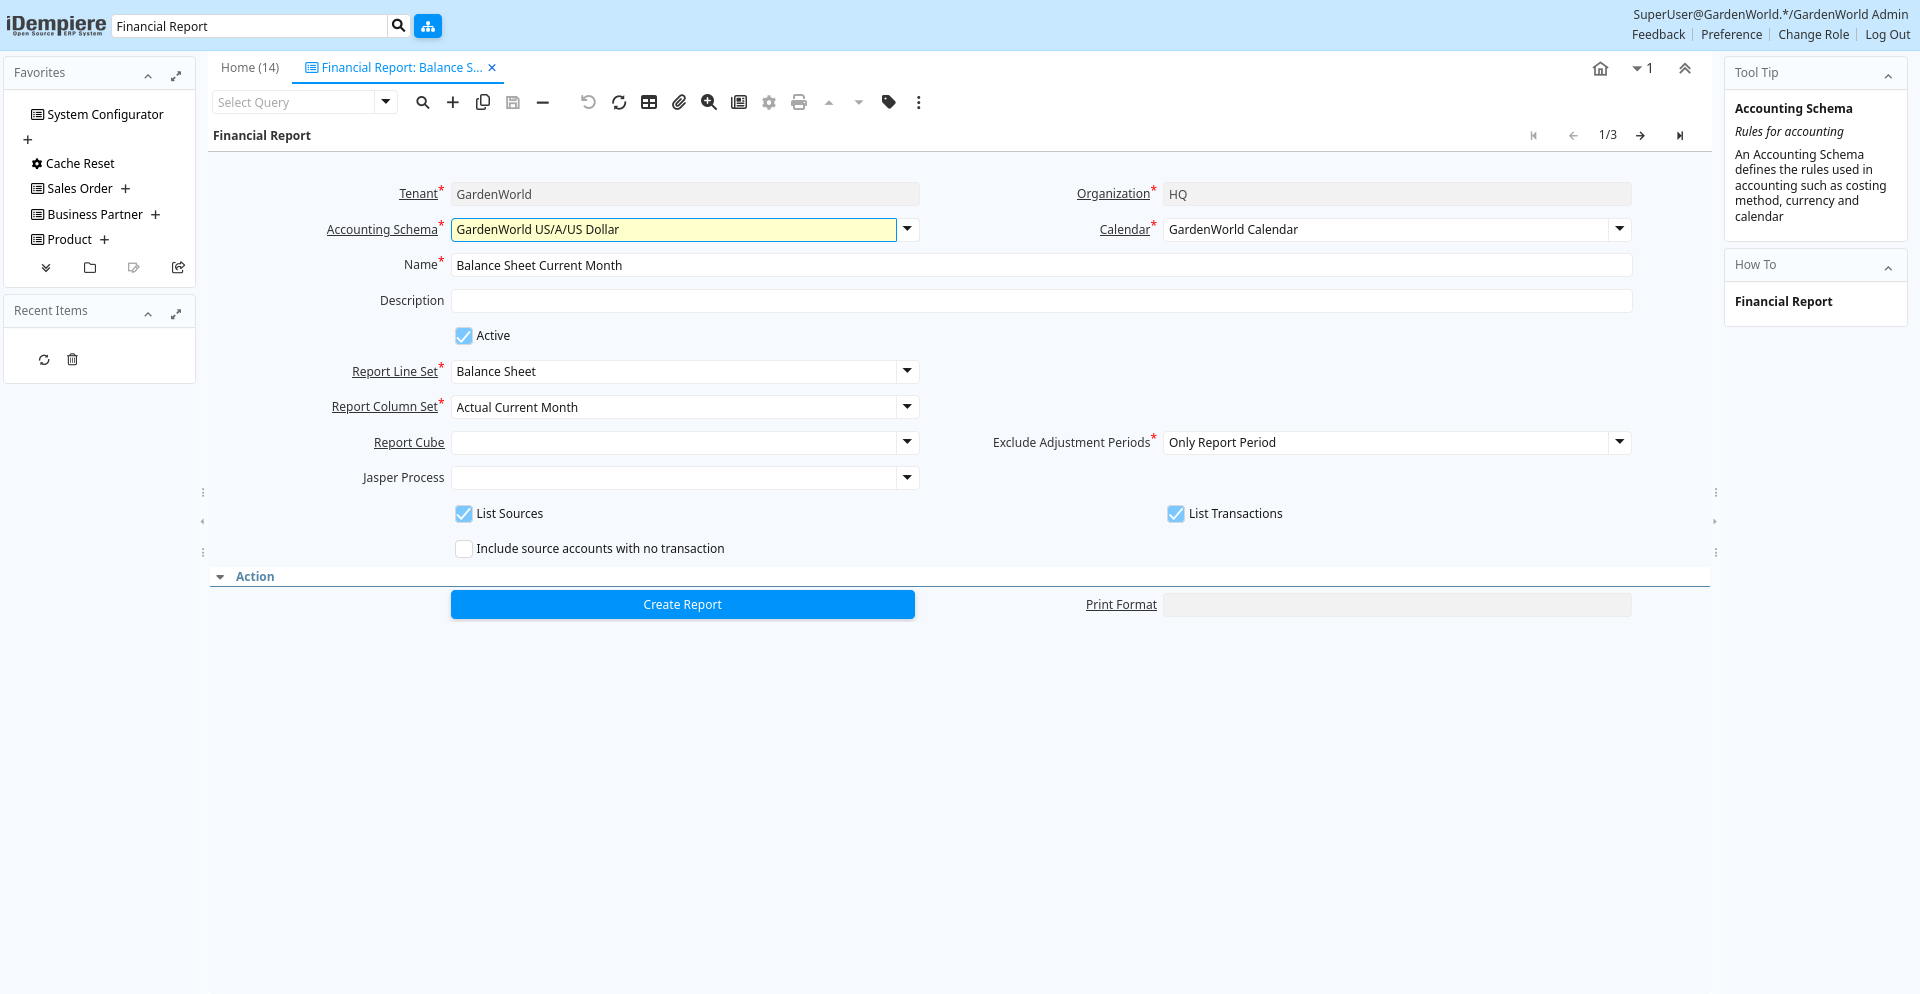 iDempiere
Open Source ERP System
Financial Report
SuperUser@GardenWorld.*/GardenWorld Admin
Feedback
Preference
Change Role
Log Out
Favorites
System Configurator
Cache Reset
Sales Order
Business Partner
Product
Recent Items
Home (14)
Financial Report: Balance S...
1
Select Query
Financial Report
1/3
Tenant*
GardenWorld
Organization*
HQ
Accounting Schema*
GardenWorld US/A/US Dollar
Calendar*
GardenWorld Calendar
Name*
Balance Sheet Current Month
Description
Active
Report Line Set*
Balance Sheet
Report Column Set*
Actual Current Month
Report Cube
Exclude Adjustment Periods*
Only Report Period
Jasper Process
List Sources
List Transactions
Include source accounts with no transaction
Action
Create Report
Print Format
Tool Tip
Accounting Schema
Rules for accounting
An Accounting Schema
defines the rules used in
accounting such as costing
method, currency and
calendar
How To
Financial Report